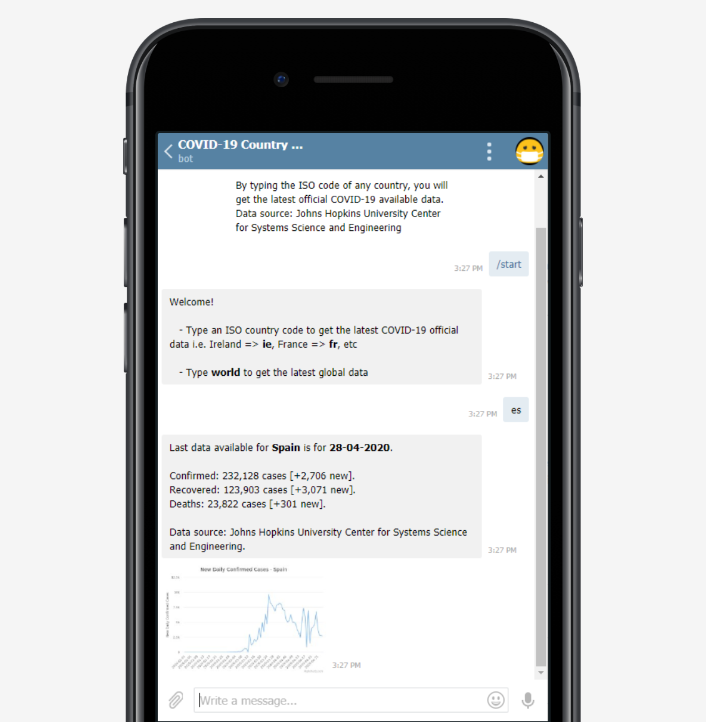 COVID-19 Country ...
bot
By typing the ISO code of any country, you will
get the latest official COVID-19 available data.
Data source: Johns Hopkins University Center
for Systems Science and Engineering
3:27 PM
/start
Welcome!
- Type an ISO country code to get the latest COVID-19 official
data i.e. Ireland => ie, France => fr, etc
- Type world to get the latest global data
3:27 PM
3:27 PM
es
Last data available for Spain is for 28-04-2020.
Confirmed: 232,128 cases [+2,706 new].
Recovered: 123,903 cases [+3,071 new].
Deaths: 23,822 cases [+301 new].
Data source: Johns Hopkins University Center for Systems Science
and Engineering.
3:27 PM
New Daily Confirmed Cases - Spain
New Daily Confirmed Cases
3:27 PM
Write a message...